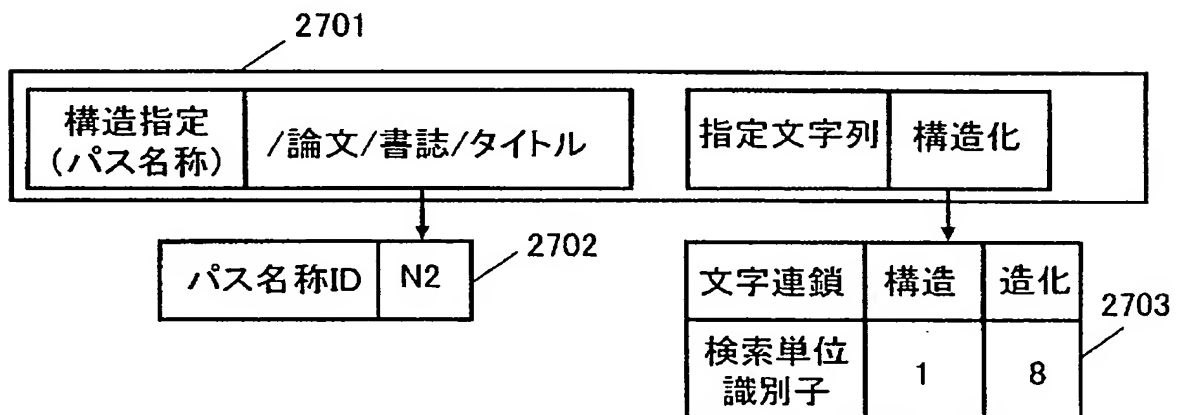 2701
構造指定
(パス名称)
/論文/書誌/タイトル
指定文字列
構造化
パス名称ID
N2
2702
文字連鎖
構造
造化
2703
検索単位
識別子
1
8